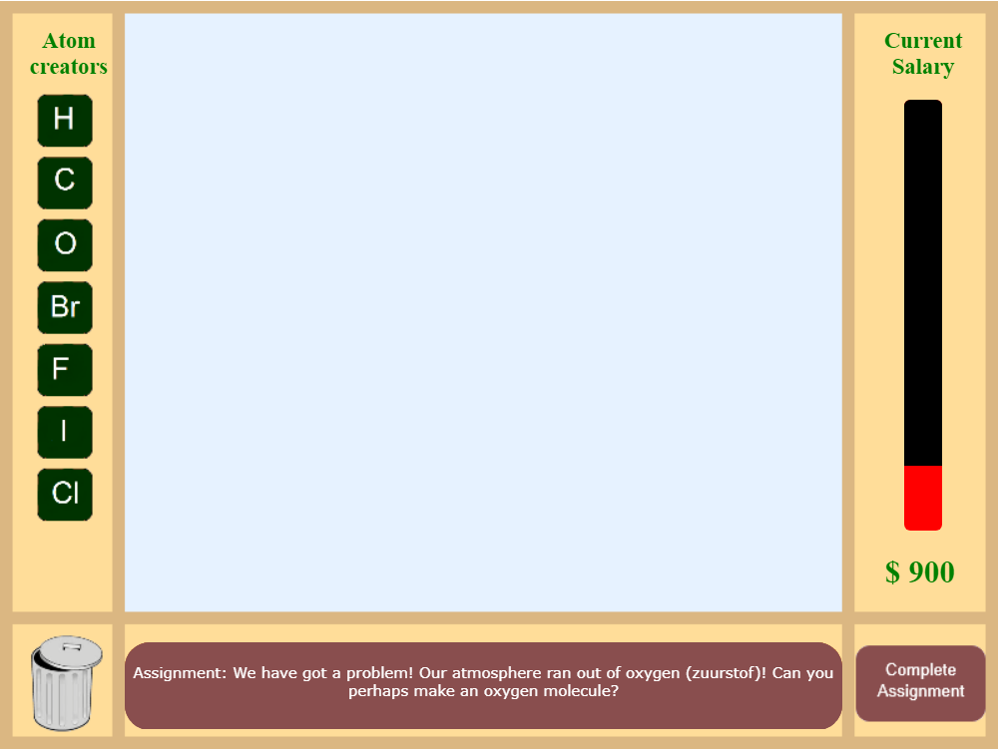 Atom
creators
H
C
O
Br
F
I
Cl
Current
Salary
$ 900
Assignment: We have got a problem! Our atmosphere ran out of oxygen (zuurstof)! Can you
perhaps make an oxygen molecule?
Complete
Assignment